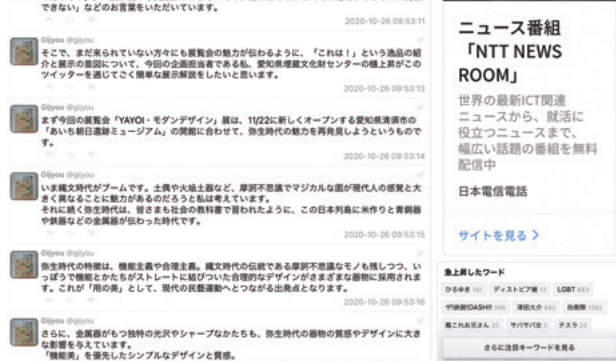 できない」などのお言葉をいただいています。
2020-10-26 09:53:11
Gijyou @gijyou
そこで、まだ来られていない方々にも展覧会の魅力が伝わるように、「これは！」という逸品の紹
介と展示の意図について、今回の企画担当者である私、愛知県埋蔵文化財センターの樋上昇がこの
ツイッターを通じてごく簡単な展示解説をしたいと思います。
2020-10-26 09:53:13
Gijyou @gijyou
まず今回の展覧会「YAYOI・モダンデザイン」展は、11/22に新しくオープンする愛知県清須市の
「あいち朝日遺跡ミュージアム」の開館に合わせて、弥生時代の魅力を再発見しようというもので
す。
2020-10-26 09:53:14
Gijyou @gijyou
いま縄文時代がブームです。土偶や火焔土器など、摩訶不思議でマジカルな面が現代人の感覚と大
きく異なることに魅力があるのだろうと私は考えています。
それに続く弥生時代は、皆さまも社会の教科書で習われたように、この日本列島に米作りと青銅器
や鉄器などの金属器が伝わった時代です。
2020-10-26 09:53:15
Gijyou @gijyou
弥生時代の特徴は、機能主義や合理主義。縄文時代の伝統である摩訶不思議なモノも残しつつ、い
っぽうで機能とかたちがストレートに結びついた合理的なデザインがさまざまな器物に採用されま
す。これが「用の美」として、現代の民藝運動へとつながる出発点となります。
2020-10-26 09:53:16
Gijyou @gijyou
さらに、金属器がもつ独特の光沢やシャープなかたちも、弥生時代の器物の質感やデザインに大き
な影響を与えています。
「機能美」を優先したシンプルなデザインと質感。
ニュース番組
「NTT NEWS
ROOM」
世界の最新ICT関連
ニュースから、就活に
役立つニュースまで、
幅広い話題の番組を無料
配信中
日本電信電話
サイトを見る
急上昇したワード
ひろゆき 141 ディストピア飯 13 LGBT 883
ザ!鉄腕!DASH!! 306 津田大介 882 自衛隊 1382
艦これお兄さん 25 サバサバ女 2 テスラ 26
さらに注目キーワードを見る